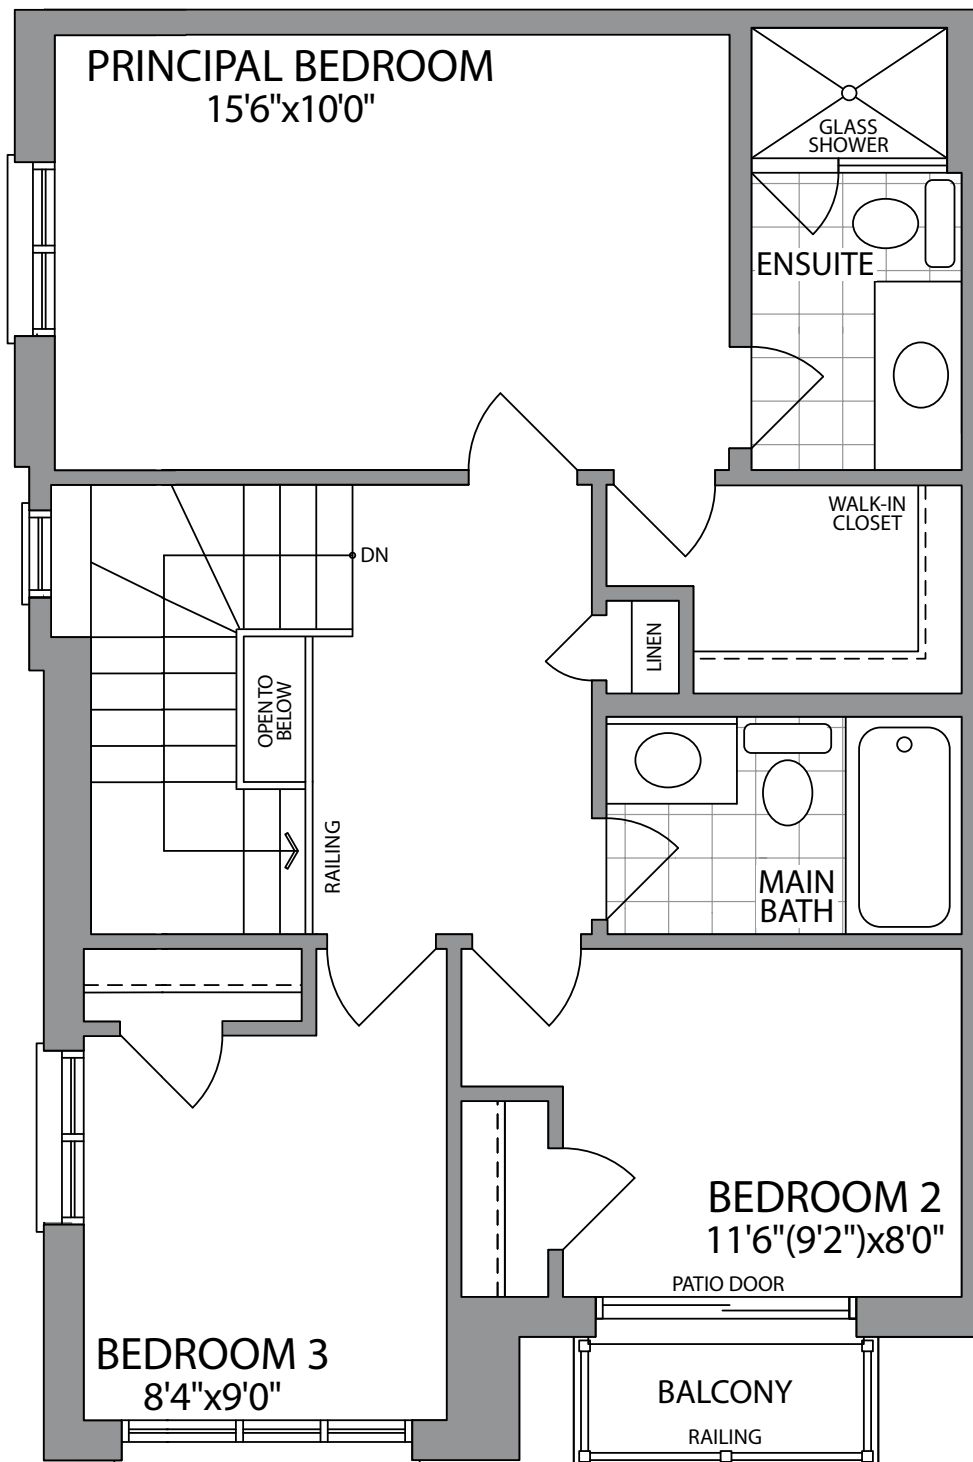 PRINCIPAL BEDROOM
15'6"x10'0"
GLASS
SHOWER
ENSUITE
WALK-IN
CLOSET
DN
LINEN
OPEN TO
BELOW
RAILING
MAIN
BATH
BEDROOM 2
11'6"(9'2")x8'0"
PATIO DOOR
BEDROOM 3
8'4"x9'0"
BALCONY
RAILING